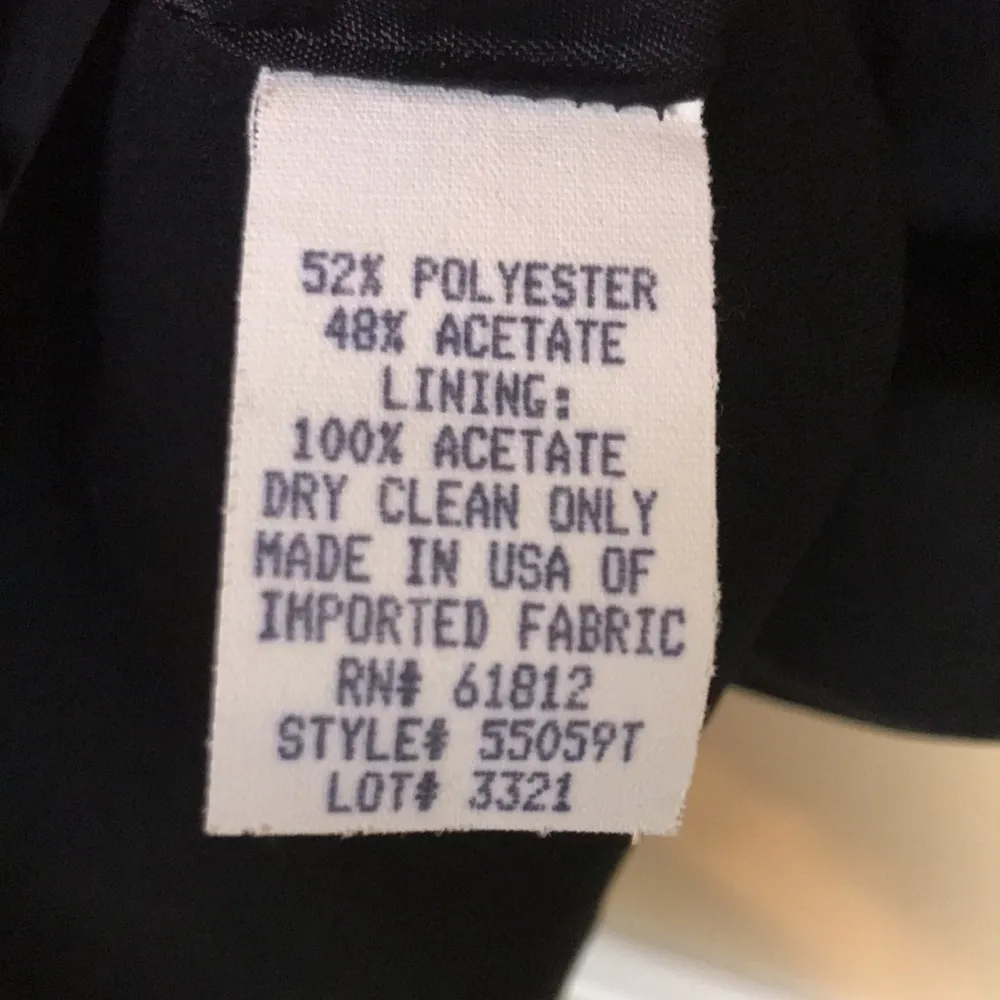 52% POLYESTER
48% ACETATE
LINING:
100% ACETATE
DRY CLEAN ONLY
MADE IN USA OF
IMPORTED FABRIC
RN# 61812
STYLE# 55059T
LOT# 3321